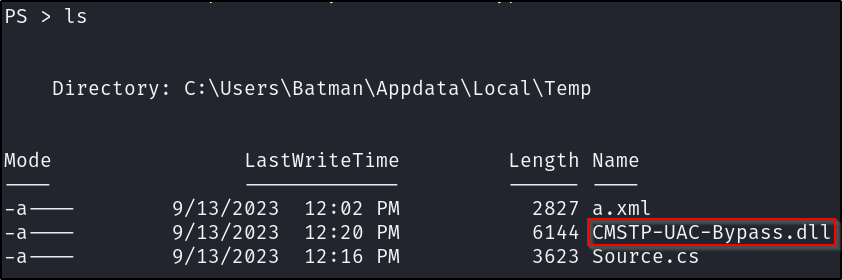 PS > ls
Directory: C:\Users\Batman\Appdata\Local\Temp
Mode LastWriteTime Length Name
---- ------------- ------ ----
-a---- 9/13/2023 12:02 PM 2827 a.xml
-a---- 9/13/2023 12:20 PM 6144 CMSTP-UAC-Bypass.dll
-a---- 9/13/2023 12:16 PM 3623 Source.cs